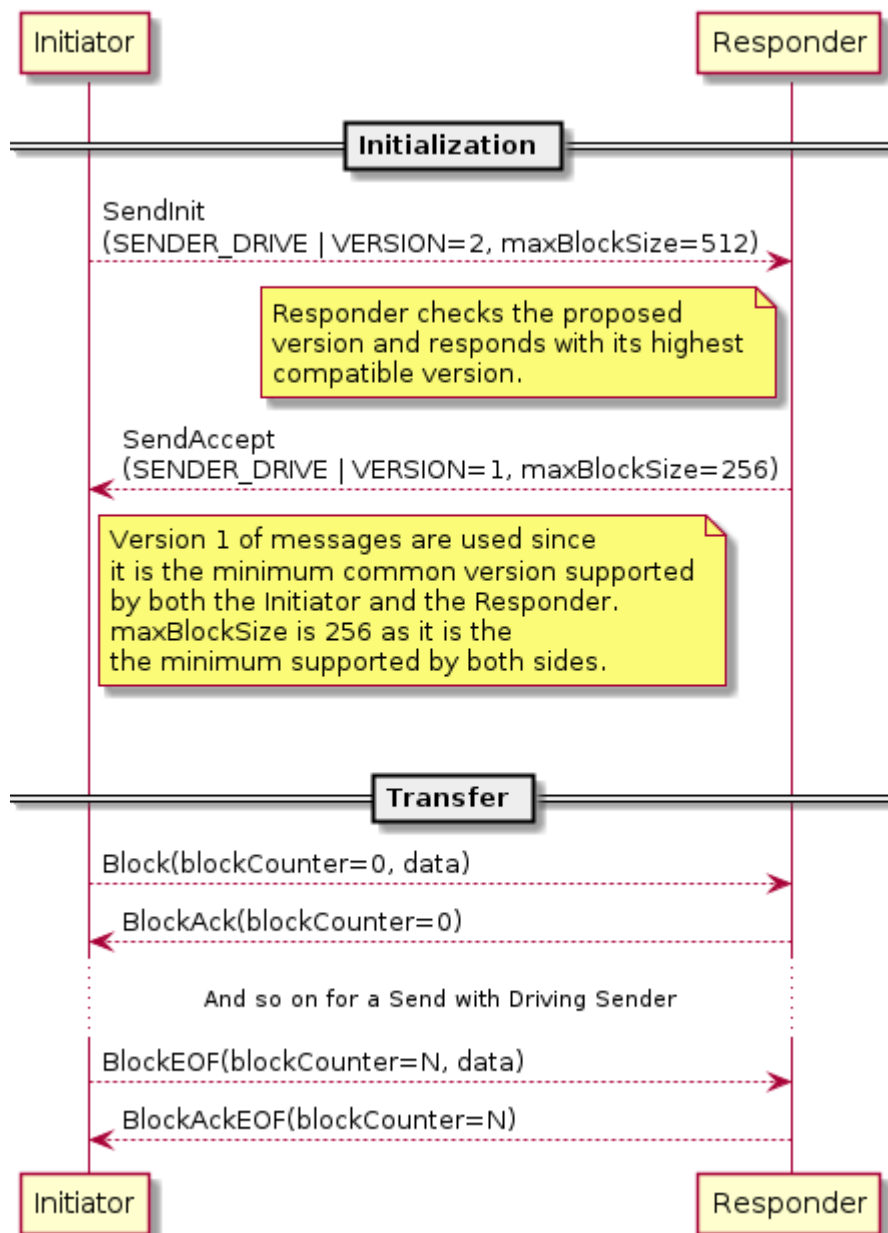 Initiator
Responder
Initialization
SendInit
(SENDER_DRIVE | VERSION=2, maxBlockSize=512)
Responder checks the proposed
version and responds with its highest
compatible version.
SendAccept
(SENDER_DRIVE | VERSION=1, maxBlockSize=256)
Version 1 of messages are used since
it is the minimum common version supported
by both the Initiator and the Responder.
maxBlockSize is 256 as it is the
the minimum supported by both sides.
Transfer
Block(blockCounter=0, data)
BlockAck(blockCounter=0)
And so on for a Send with Driving Sender
BlockEOF(blockCounter=N, data)
BlockAckEOF(blockCounter=N)
Initiator
Responder